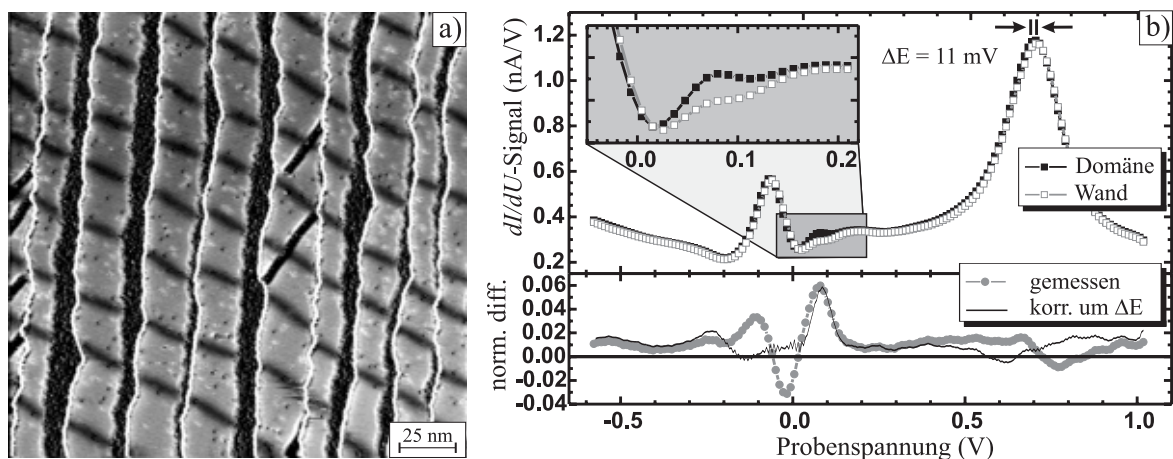 a)
25 nm
b)
dI/dU-Signal (nA/V)
1.2
1.0
0.8
0.6
0.4
0.2
ΔE = 11 mV
0.0 0.1 0.2
Domäne
Wand
norm. diff.
0.06
0.04
0.02
0.00
-0.02
0.04
gemessen
korr. um ΔE
-0.5 0.0 0.5 1.0
Probenspannung (V)